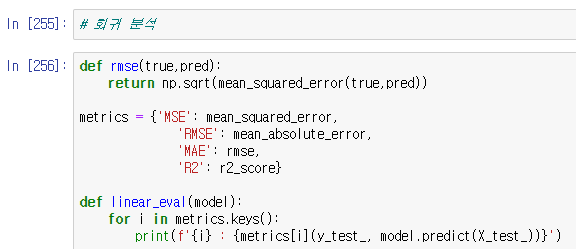 In [255]: # 회귀 분석
In [256]: def rmse(true,pred):
    return np.sqrt(mean_squared_error(true,pred))
metrics = {'MSE': mean_squared_error,
           'RMSE': mean_absolute_error,
           'MAE': rmse,
           'R2': r2_score}
def linear_eval(model):
    for i in metrics.keys():
        print(f'{i} : {metrics[i](y_test_, model.predict(X_test_))}')